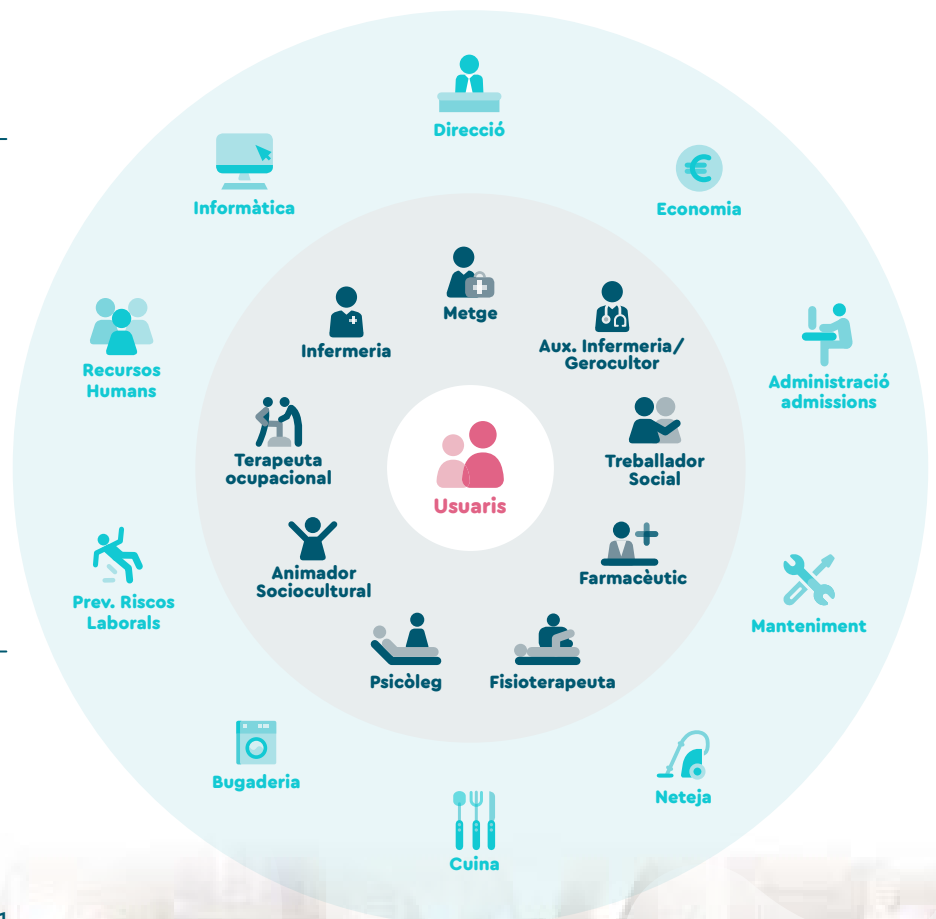 Direcció
Informàtica
Economia
Metge
Infermeria
Aux. Infermeria/
Gerocultor
Recursos
Humans
Administració
admissions
Terapeuta
ocupacional
Treballador
Social
Usuaris
Animador
Sociocultural
Farmacèutic
Prev. Riscos
Laborals
Manteniment
Psicòleg
Fisioterapeuta
Bugaderia
Neteja
Cuina